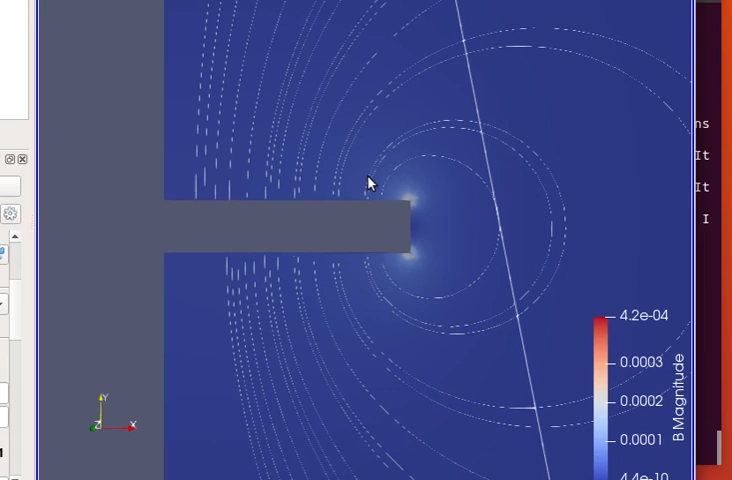 ns
It
It
I
4.2e-04
0.0003
0.0002
0.0001
4.4e-10
B Magnitude
Y
Z
X